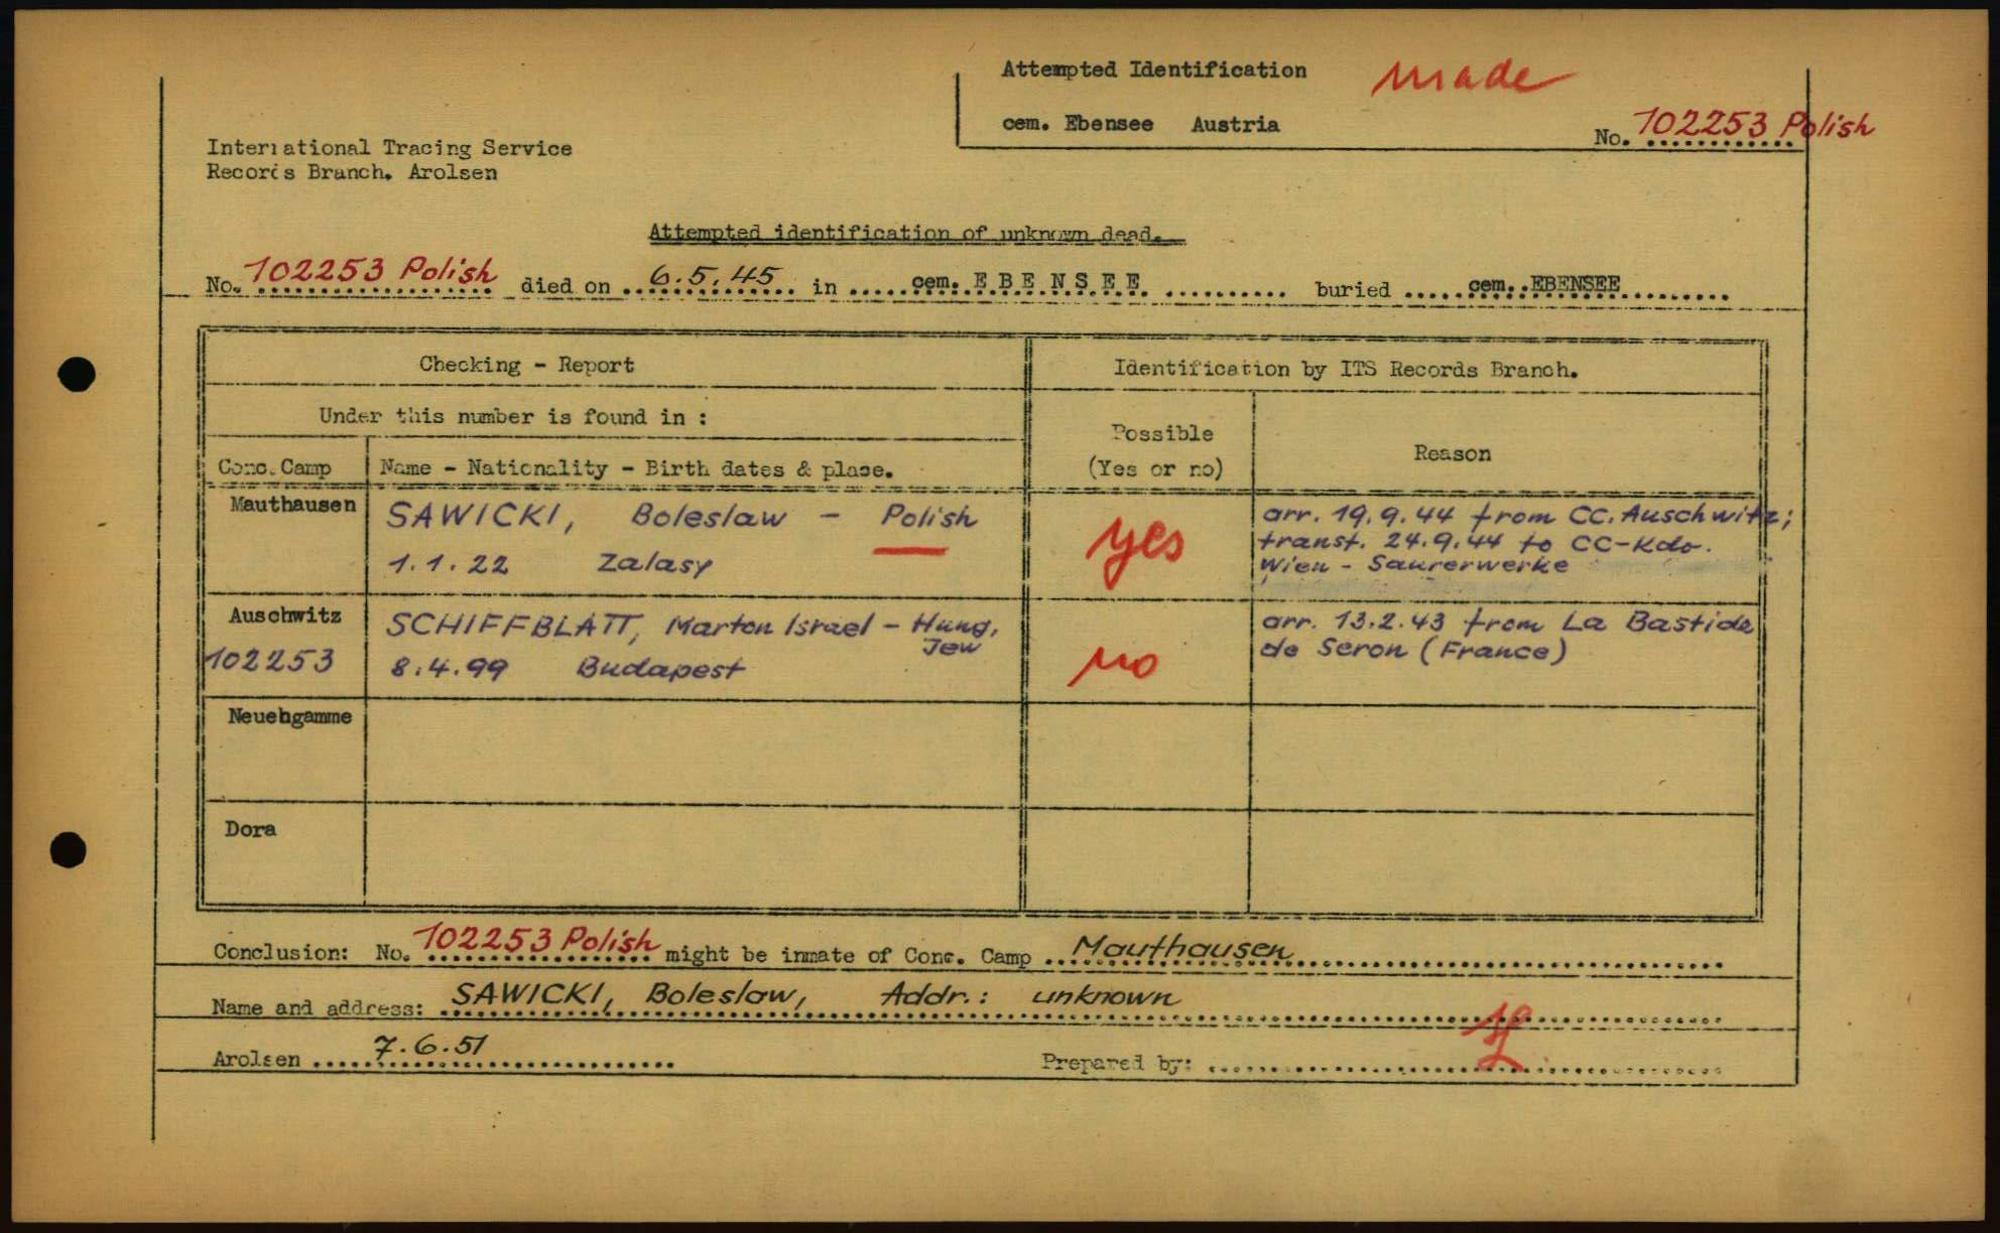 Attempted Identification made
cem. Ebensee Austria
No. 102253 Polish
International Tracing Service
Records Branch. Arolsen
Attempted identification of unknown dead.
No. 102253 Polish died on 6.5.45 in cem. EBENSEE buried cem. EBENSEE
Checking - Report
Identification by ITS Records Branch.
Under this number is found in :
Possible
(Yes or no)
Reason
Conc. Camp
Name - Nationality - Birth dates & place.
Mauthausen
SAWICKI, Boleslaw - Polish
1.1.22 Zalasy
yes
arr. 19.9.44 from CC. Auschwitz;
transf. 24.9.44 to CC-Kdo.
Wien - Saurerwerke
Auschwitz
102253
SCHIFFBLATT, Marton Israel - Hung,
Jew
8.4.99 Budapest
no
arr. 13.2.43 from La Bastide
de Seron (France)
Neuengamme
Dora
Conclusion: No. 102253 Polish might be inmate of Conc. Camp Mauthausen
Name and address: SAWICKI, Boleslaw, Addr.: unknown
Arolsen 7.6.51
Prepared by: